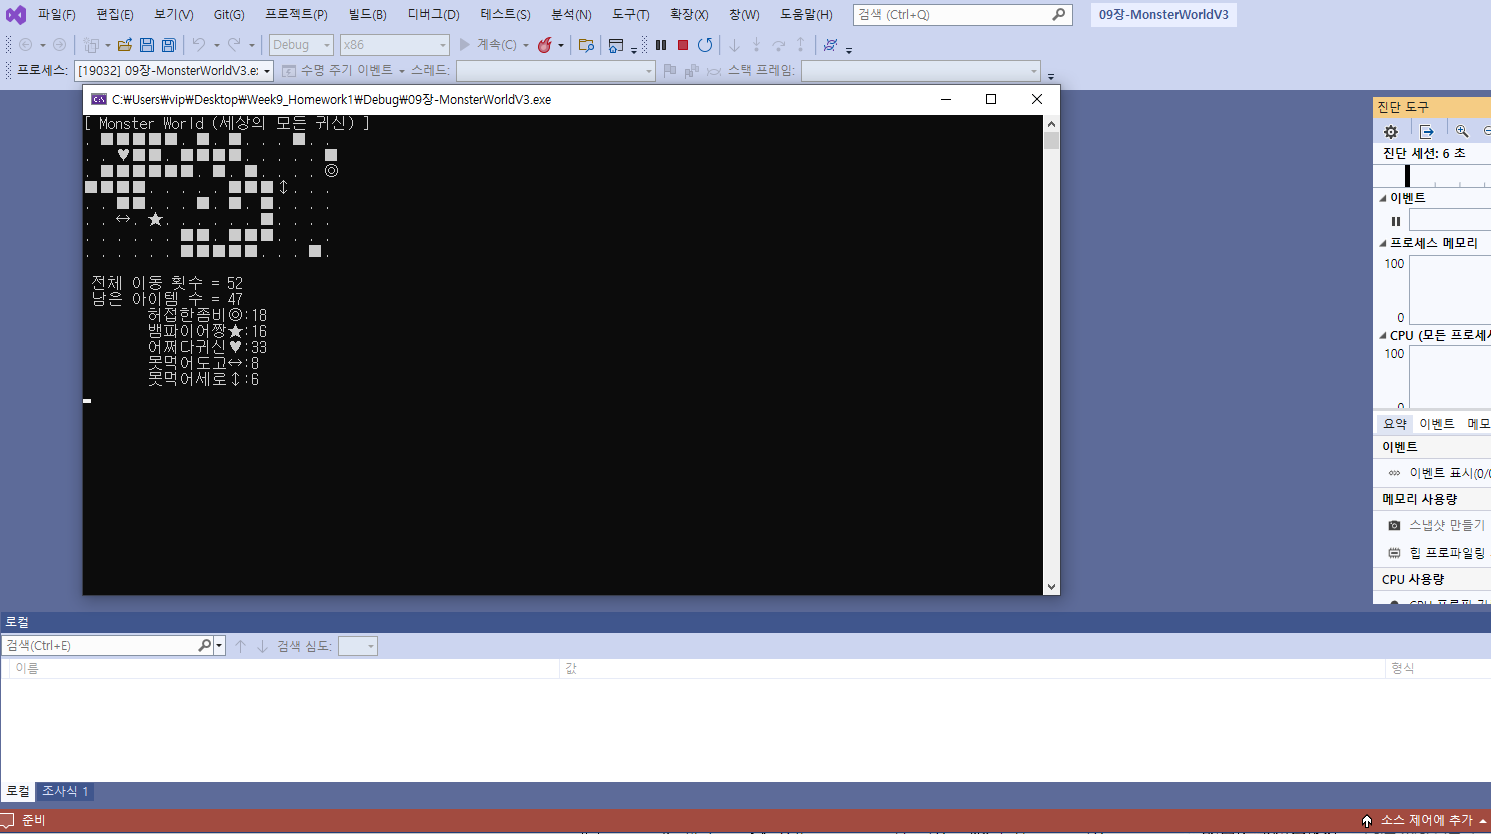 파일(F) 편집(E) 보기(V) Git(G) 프로젝트(P) 빌드(B) 디버그(D) 테스트(S) 분석(N) 도구(T) 확장(X) 창(W) 도움말(H) 검색 (Ctrl+Q) 09장-MonsterWorldV3
Debug x86 계속(C)
프로세스: [19032] 09장-MonsterWorldV3.e 수명 주기 이벤트 스레드: 스택 프레임:
C:₩Users₩vip₩Desktop₩Week9_Homework1₩Debug₩09장-MonsterWorldV3.exe
[ Monster World (세상의 모든 귀신) ]
. ■■■■■. ■. ■. . . ■. .
. . ♥■■. ■■■■. . . . . ■
. ■■■■■■. ■. ■. . . . ◎
■■■■. . . . . ■■■↕. . .
. . ■■. . . ■. ■. ■. . . .
. . ↔. ★. . . . . . ■. . . .
. . . . . . ■■. ■■■. . . .
. . . . . . ■■■■■. . . ■.
전체 이동 횟수 = 52
남은 아이템 수 = 47
허접한좀비◎:18
뱀파이어짱★:16
어쩌다귀신♥:33
못먹어도고↔:8
못먹어세로↕:6
진단 도구
진단 세션: 6 초
이벤트
프로세스 메모리
100
0
CPU (모든 프로세서
100
0
요약 이벤트 메모
이벤트
이벤트 표시(0/0
메모리 사용량
스냅샷 만들기
힙 프로파일링
CPU 사용량
로컬
검색(Ctrl+E) 검색 심도:
이름 값 형식
로컬 조사식 1
준비 소스 제어에 추가